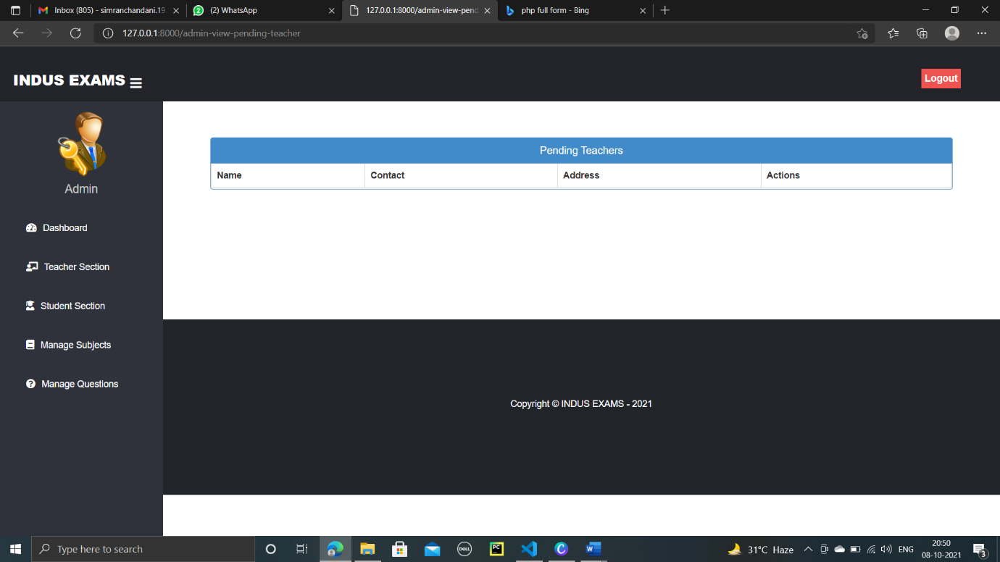 Inbox (805) - simranchandani.19
(2) WhatsApp
127.0.0.1:8000/admin-view-pend
php full form - Bing
127.0.0.1:8000/admin-view-pending-teacher
INDUS EXAMS
Logout
Admin
Dashboard
Teacher Section
Student Section
Manage Subjects
Manage Questions
Pending Teachers
Name Contact Address Actions
Copyright © INDUS EXAMS - 2021
Type here to search
DELL
PC
31°C Haze
ENG
20:50
08-10-2021
3